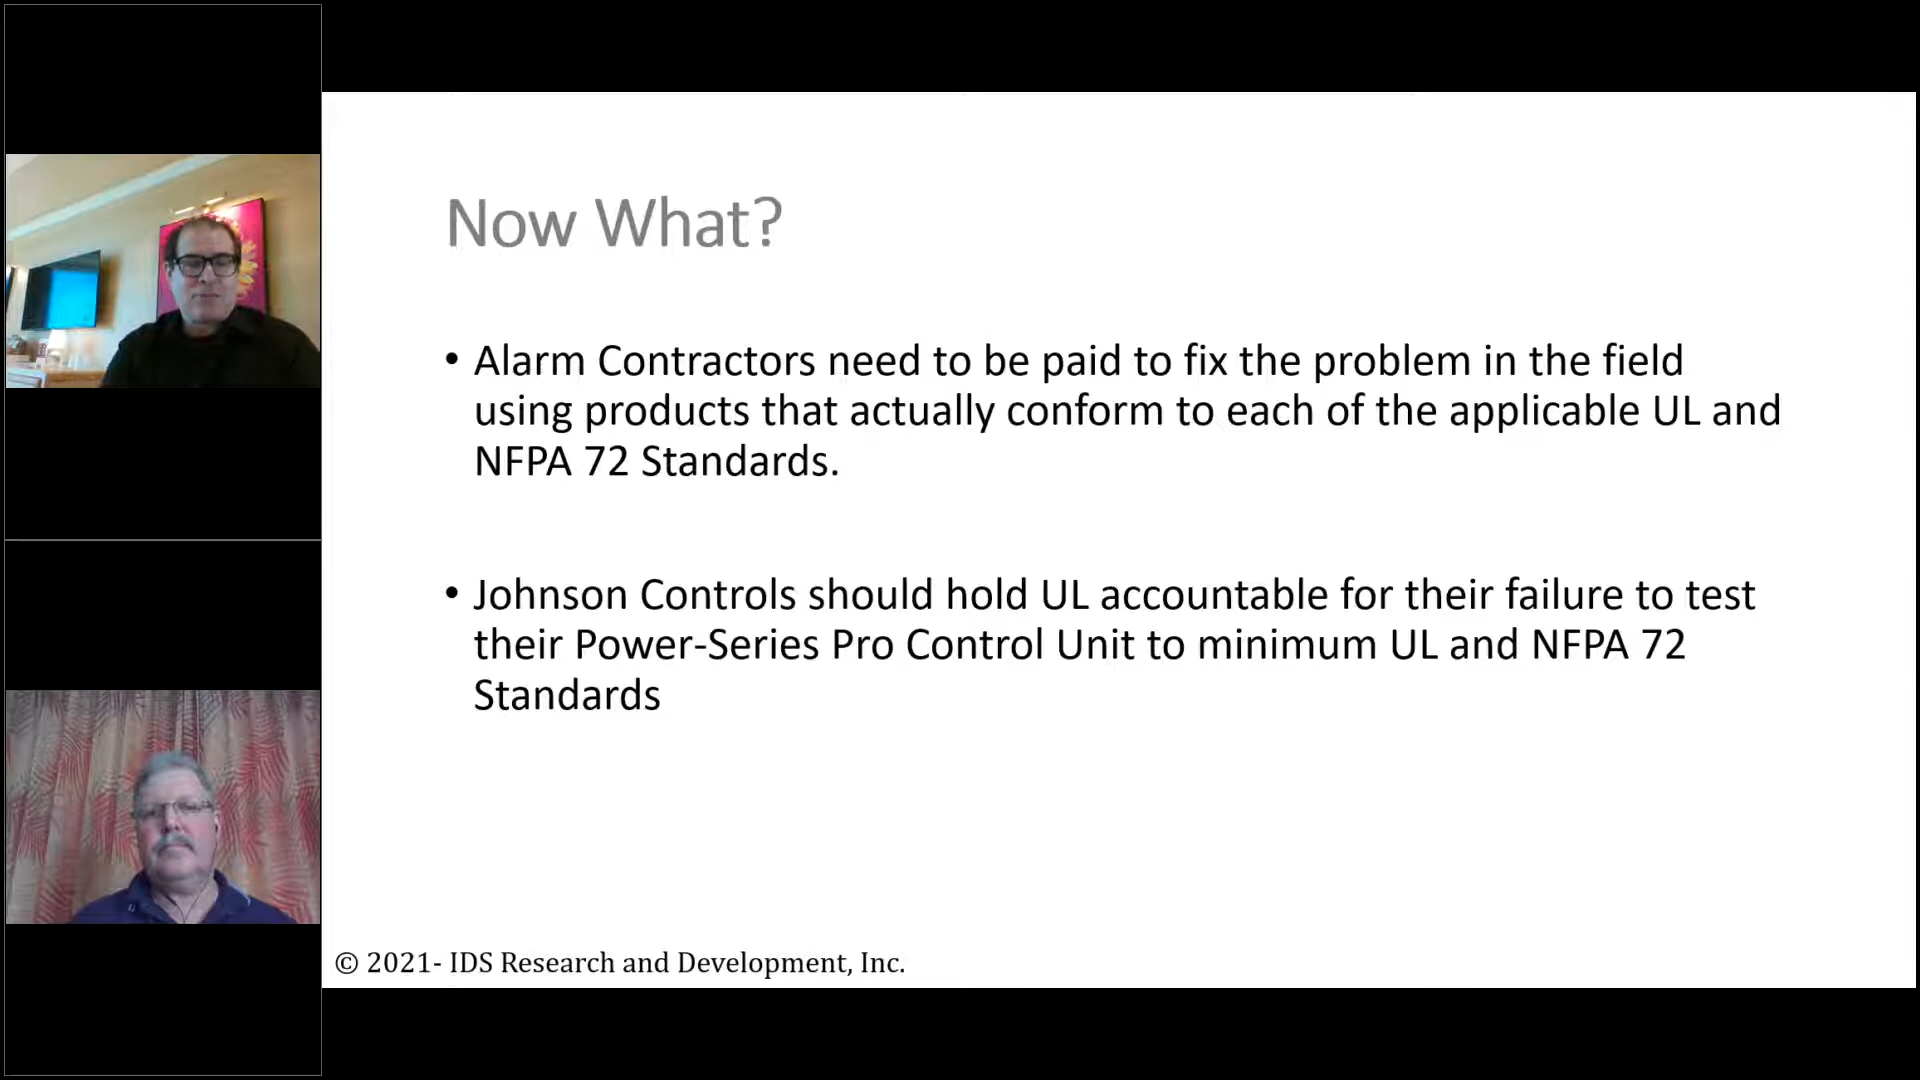 Now What?
• Alarm Contractors need to be paid to fix the problem in the field
using products that actually conform to each of the applicable UL and
NFPA 72 Standards.
• Johnson Controls should hold UL accountable for their failure to test
their Power-Series Pro Control Unit to minimum UL and NFPA 72
Standards
© 2021- IDS Research and Development, Inc.